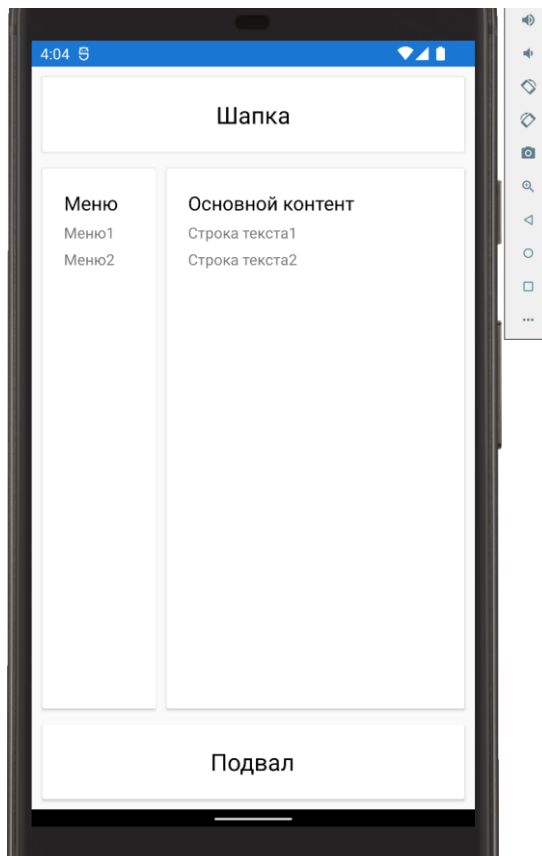 4:04
Шапка
Меню
Меню1
Меню2
Основной контент
Строка текста1
Строка текста2
Подвал